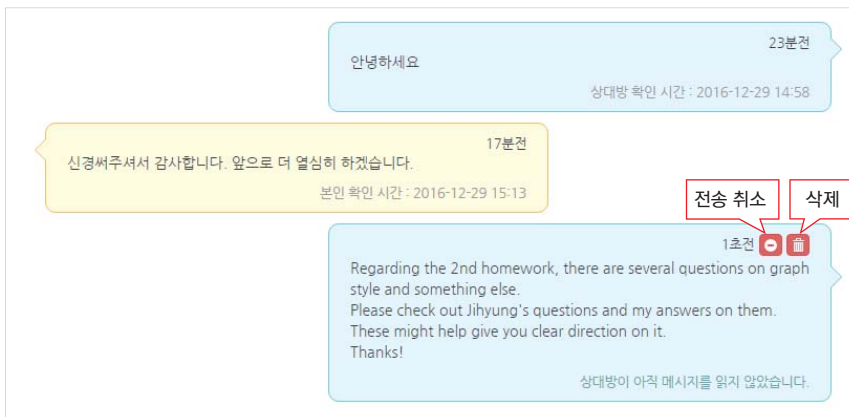 23분전
안녕하세요
상대방 확인 시간 : 2016-12-29 14:58
17분전
신경써주셔서 감사합니다. 앞으로 더 열심히 하겠습니다.
본인 확인 시간 : 2016-12-29 15:13
전송 취소
삭제
1초전
Regarding the 2nd homework, there are several questions on graph
style and something else.
Please check out Jihyung's questions and my answers on them.
These might help give you clear direction on it.
Thanks!
상대방이 아직 메시지를 읽지 않았습니다.